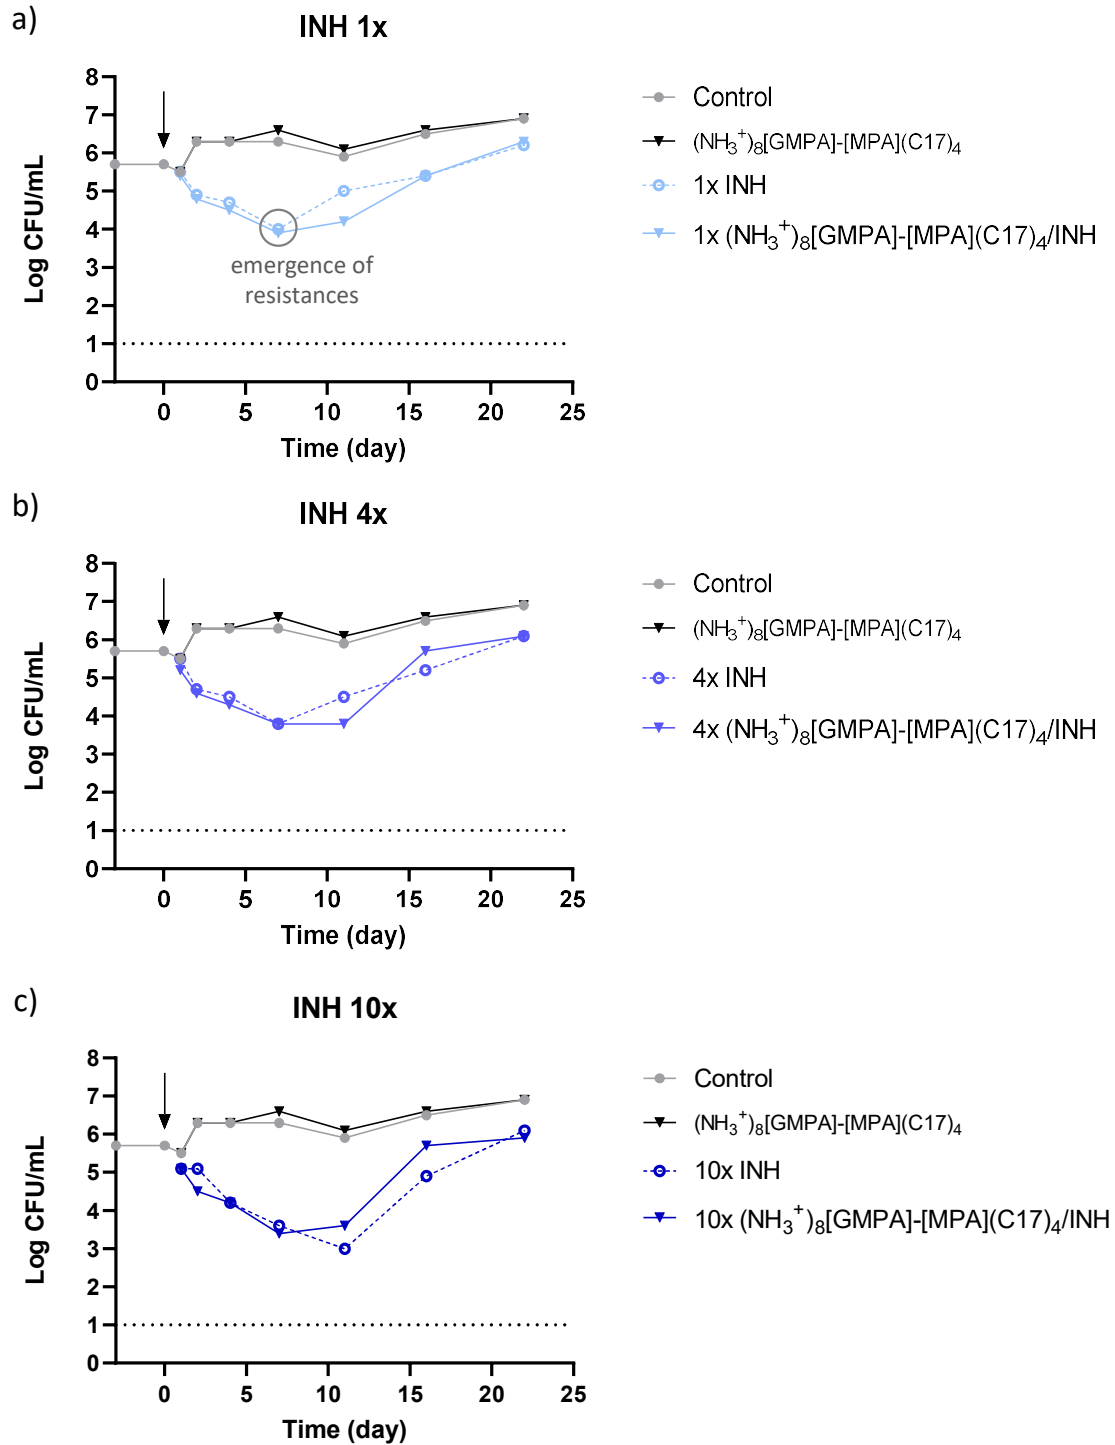 a)
INH 1x
Log CFU/mL
8
7
6
5
4
3
2
1
0
emergence of
resistances
0 5 10 15 20 25
Time (day)
Control
(NH₃⁺)₈[GMPA]-[MPA](C17)₄
1x INH
1x (NH₃⁺)₈[GMPA]-[MPA](C17)₄/INH
b)
INH 4x
Log CFU/mL
8
7
6
5
4
3
2
1
0
0 5 10 15 20 25
Time (day)
Control
(NH₃⁺)₈[GMPA]-[MPA](C17)₄
4x INH
4x (NH₃⁺)₈[GMPA]-[MPA](C17)₄/INH
c)
INH 10x
Log CFU/mL
8
7
6
5
4
3
2
1
0
0 5 10 15 20 25
Time (day)
Control
(NH₃⁺)₈[GMPA]-[MPA](C17)₄
10x INH
10x (NH₃⁺)₈[GMPA]-[MPA](C17)₄/INH